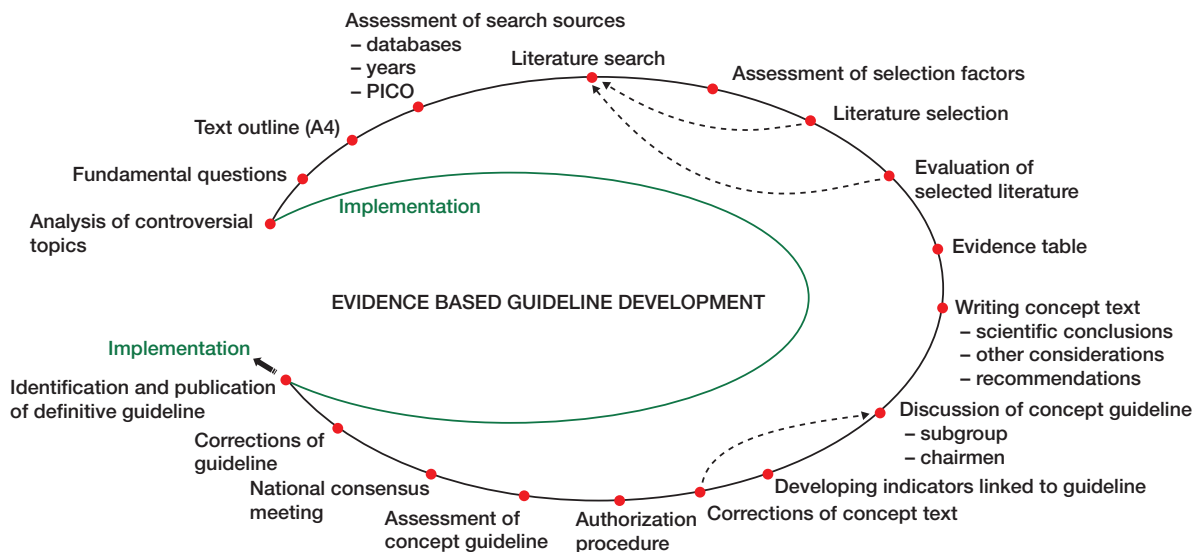 Assessment of search sources
– databases
– years
– PICO
Literature search
Assessment of selection factors
Literature selection
Text outline (A4)
Fundamental questions
Evaluation of
selected literature
Analysis of controversial
topics
Implementation
Evidence table
EVIDENCE BASED GUIDELINE DEVELOPMENT
Writing concept text
– scientific conclusions
– other considerations
– recommendations
Implementation
Identification and publication
of definitive guideline
Discussion of concept guideline
– subgroup
– chairmen
Corrections of
guideline
National consensus
meeting
Developing indicators linked to guideline
Assessment of
concept guideline
Authorization
procedure
Corrections of concept text